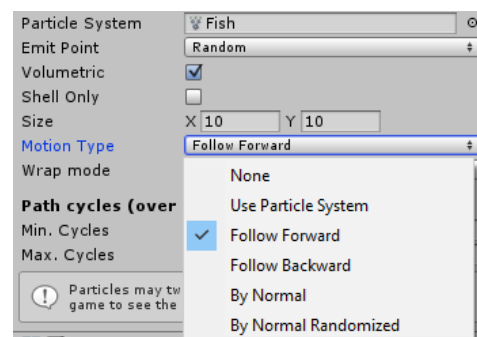 Particle System Fish
Emit Point Random
Volumetric
Shell Only
Size X 10 Y 10
Motion Type Follow Forward
Wrap mode
None
Path cycles (over
Use Particle System
Min. Cycles
Follow Forward
Max. Cycles
Follow Backward
Particles may tw
By Normal
game to see the
By Normal Randomized